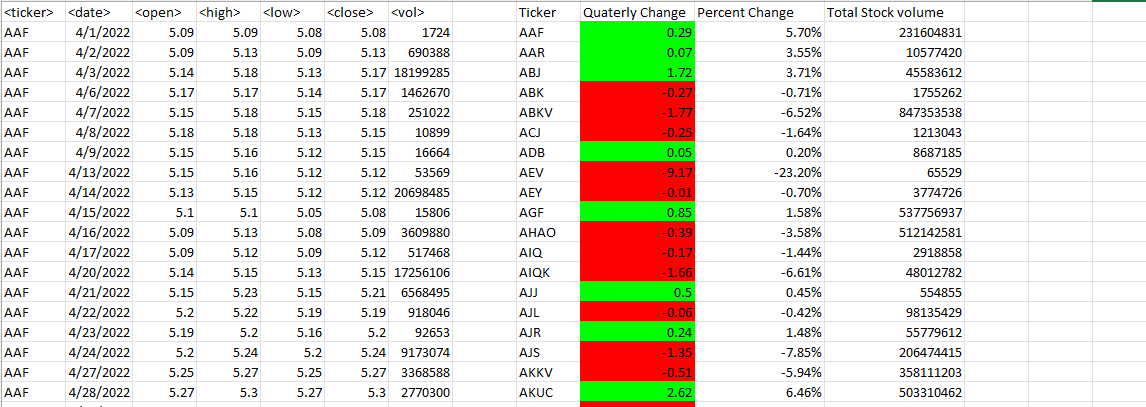 <ticker> <date> <open> <high> <low> <close> <vol> Ticker Quaterly Change Percent Change Total Stock volume
AAF 4/1/2022 5.09 5.09 5.08 5.08 1724 AAF 0.29 5.70% 231604831
AAF 4/2/2022 5.09 5.13 5.09 5.13 690388 AAR 0.07 3.55% 10577420
AAF 4/3/2022 5.14 5.18 5.13 5.17 18199285 ABJ 1.72 3.71% 45583612
AAF 4/6/2022 5.17 5.17 5.14 5.17 1462670 ABK -0.27 -0.71% 1755262
AAF 4/7/2022 5.15 5.18 5.15 5.18 251022 ABKV -1.77 -6.52% 847353538
AAF 4/8/2022 5.18 5.18 5.13 5.15 10899 ACJ -0.25 -1.64% 1213043
AAF 4/9/2022 5.15 5.16 5.12 5.15 16664 ADB 0.05 0.20% 8687185
AAF 4/13/2022 5.15 5.16 5.12 5.12 53569 AEV -9.17 -23.20% 65529
AAF 4/14/2022 5.13 5.15 5.12 5.12 20698485 AEY -0.01 -0.70% 3774726
AAF 4/15/2022 5.1 5.1 5.05 5.08 15806 AGF 0.85 1.58% 537756937
AAF 4/16/2022 5.09 5.13 5.08 5.09 3609880 AHAO -0.39 -3.58% 512142581
AAF 4/17/2022 5.09 5.12 5.09 5.12 517468 AIQ -0.17 -1.44% 2918858
AAF 4/20/2022 5.14 5.15 5.13 5.15 17256106 AIQK -1.66 -6.61% 48012782
AAF 4/21/2022 5.15 5.23 5.15 5.21 6568495 AJJ 0.5 0.45% 554855
AAF 4/22/2022 5.2 5.22 5.19 5.19 918046 AJL -0.06 -0.42% 98135429
AAF 4/23/2022 5.19 5.2 5.16 5.2 92653 AJR 0.24 1.48% 55779612
AAF 4/24/2022 5.2 5.24 5.2 5.24 9173074 AJS -1.35 -7.85% 206474415
AAF 4/27/2022 5.25 5.27 5.25 5.27 3368588 AKKV -0.51 -5.94% 358111203
AAF 4/28/2022 5.27 5.3 5.27 5.3 2770300 AKUC 2.62 6.46% 503310462